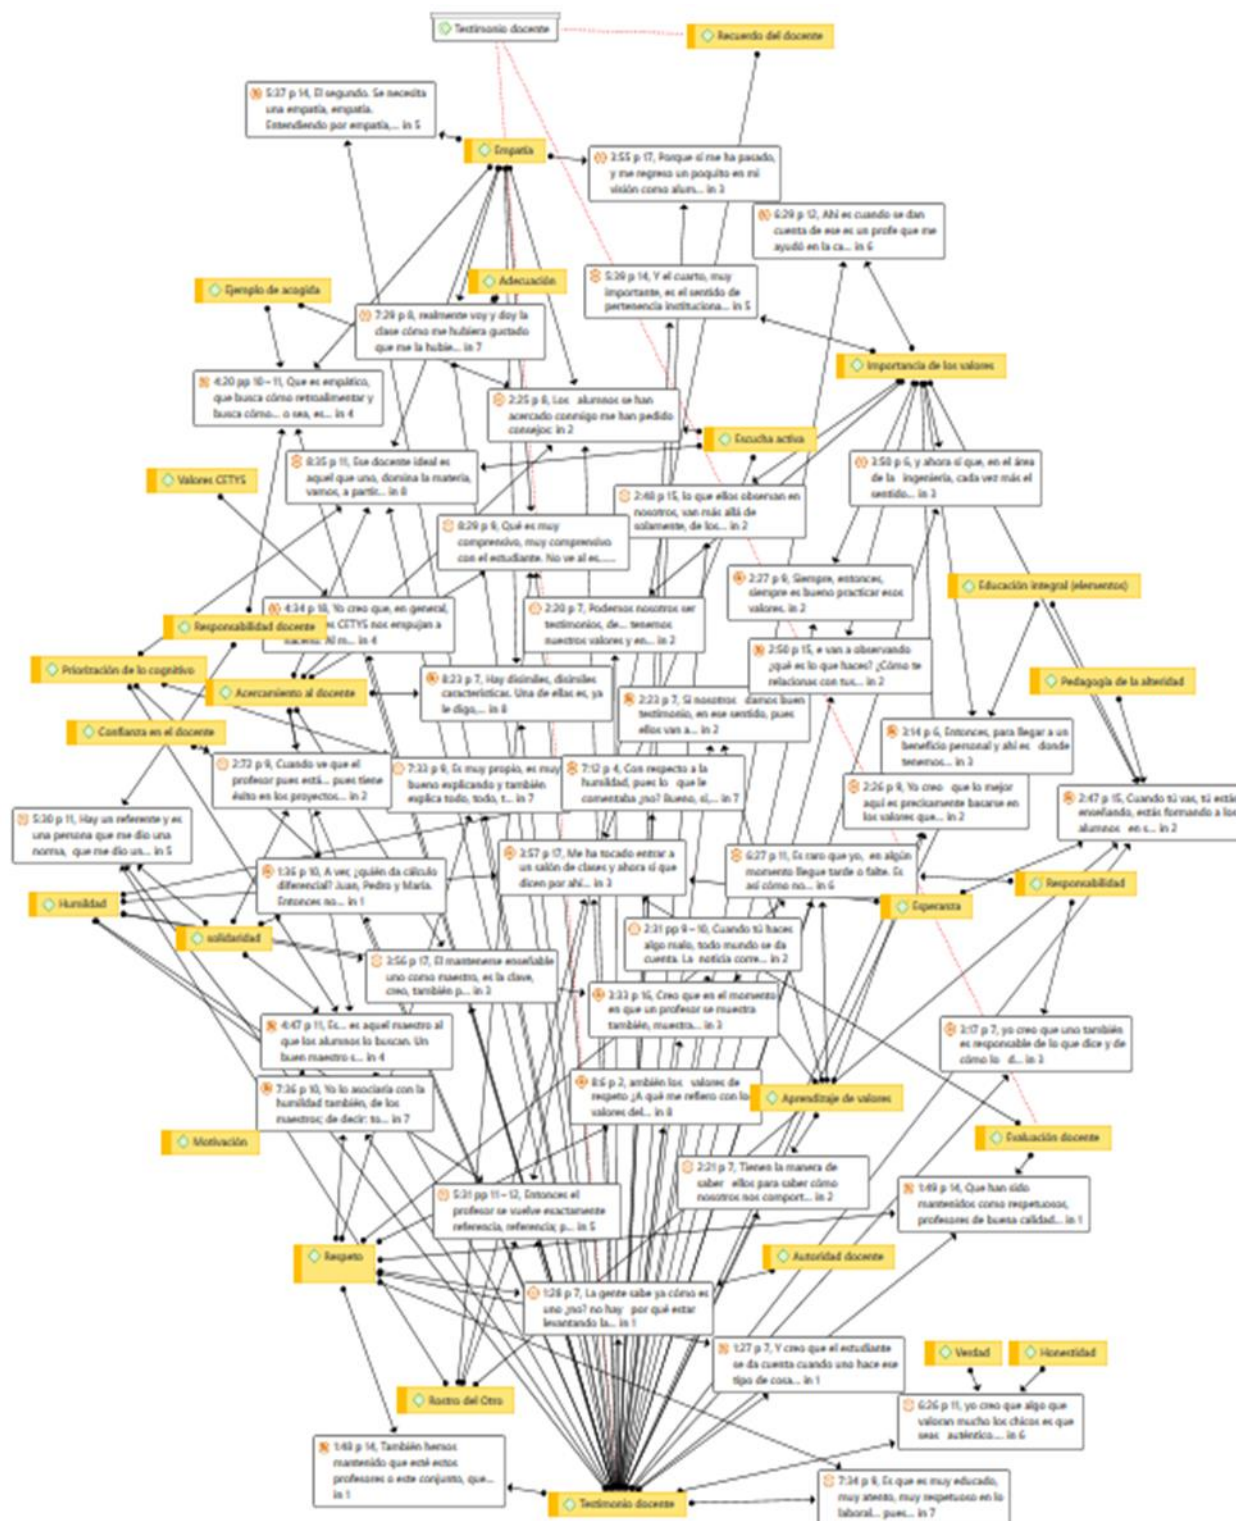 Testimonio docente
Recuerdo del docente
5:37 p 14, El segundo. Se necesita
una empatía, empatía.
Entendiendo por empatía,... in 5
Empatía
3:55 p 17, Porque sí me ha pasado,
y me regreso un poquito en mi
visión como alum... in 3
6:29 p 12, Ahí es cuando se dan
cuenta de ese es un profe que me
ayudó en la ca... in 6
Adecuación
5:39 p 14, Y el cuarto, muy
importante, es el sentido de
pertenencia instituciona... in 5
Ejemplo de acogida
7:29 p 8, realmente voy y doy la
clase cómo me hubiera gustado
que me la hubie... in 7
Importancia de los valores
4:20 pp 10–11, Que es empático,
que busca cómo retroalimentar y
busca cómo... o sea, es... in 4
2:25 p 8, Los alumnos se han
acercado conmigo me han pedido
consejos: in 2
Escucha activa
8:35 p 11, Ese docente ideal es
aquel que uno, domina la materia,
vamos, a partir... in 8
3:50 p 6, y ahora sí que, en el área
de la ingeniería, cada vez más el
sentido... in 3
Valores CETYS
2:48 p 15, lo que ellos observan en
nosotros, van más allá de
solamente, de los... in 2
8:29 p 9, Qué es muy
comprensivo, muy comprensivo
con el estudiante. No ve al es......
2:27 p 9, Siempre, entonces,
siempre es bueno practicar esos
valores. in 2
Educación integral (elementos)
4:34 p 18, Yo creo que, en general,
es CETYS nos empujan a
hacerlo. Al m... in 4
Responsabilidad docente
2:20 p 7, Podemos nosotros ser
testimonios, de... tenemos
nuestros valores y en... in 2
2:50 p 15, e van a observando
¿qué es lo que haces? ¿Cómo te
relacionas con tus... in 2
Priorización de lo cognitivo
Acercamiento al docente
8:23 p 7, Hay disímiles, disímiles
características. Una de ellas es, ya
le digo,... in 8
2:23 p 7, Si nosotros damos buen
testimonio, en ese sentido, pues
ellos van a... in 2
Pedagogía de la alteridad
Confianza en el docente
3:14 p 6, Entonces, para llegar a un
beneficio personal y ahí es donde
tenemos... in 3
2:72 p 9, Cuando ve que el
profesor pues está... pues tiene
éxito en los proyectos... in 2
7:33 p 9, Es muy propio, es muy
bueno explicando y también
explica todo, todo, t... in 7
7:12 p 4, Con respecto a la
humildad, pues lo que le
comentaba ¿no? Bueno, sí,... in 7
2:26 p 9, Yo creo que lo mejor
aquí es precisamente basarse en
los valores que... in 2
2:47 p 15, Cuando tú vas, tú estás
enseñando, estás formando a los
alumnos en s... in 2
5:30 p 11, Hay un referente y es
una persona que me dio una
norma, que me dio un... in 5
3:57 p 17, Me ha tocado entrar a
un salón de clases y ahora sí que
dicen por ahí... in 3
6:27 p 11, Es raro que yo, en algún
momento llegue tarde o falte. Es
así cómo no... in 6
1:36 p 10, A ver, ¿quién da cálculo
diferencial? Juan, Pedro y María.
Entonces no... in 1
Responsabilidad
Humildad
Esperanza
solidaridad
2:31 pp 9–10, Cuando tú haces
algo malo, todo mundo se da
cuenta. La noticia corre... in 2
3:56 p 17, El mantenerse enseñable
uno como maestro, es la clave,
creo, también p... in 3
3:33 p 16, Creo que en el momento
en que un profesor se muestra
también, muestra... in 3
4:47 p 11, Es... es aquel maestro al
que los alumnos lo buscan. Un
buen maestro s... in 4
3:17 p 7, yo creo que uno también
es responsable de lo que dice y de
cómo lo d... in 3
7:36 p 10, Yo lo asociaría con la
humildad también, de los
maestros; de decir: to... in 7
8:6 p 2, ambién los valores de
respeto ¿A qué me refiero con lo
valores del... in 8
Aprendizaje de valores
Motivación
Evaluación docente
2:21 p 7, Tienen la manera de
saber ellos para saber cómo
nosotros nos comport... in 2
5:31 pp 11–12, Entonces el
profesor se vuelve exactamente
referencia, referencia; p... in 5
1:49 p 14, Que han sido
mantenidos como respetuosos,
profesores de buena calidad... in 1
Respeto
Autoridad docente
1:28 p 7, La gente sabe ya cómo es
uno ¿no? no hay por qué estar
levantando la... in 1
1:27 p 7, Y creo que el estudiante
se da cuenta cuando uno hace ese
tipo de cosa... in 1
Verdad
Honestidad
Rostro del Otro
6:26 p 11, yo creo que algo que
valoran mucho los chicos es que
seas auténtico.... in 6
1:48 p 14, También hemos
mantenido que esté estos
profesores o este conjunto, que...
in 1
Testimonio docente
7:34 p 9, Es que es muy educado,
muy atento, muy respetuoso en lo
laboral... pues... in 7